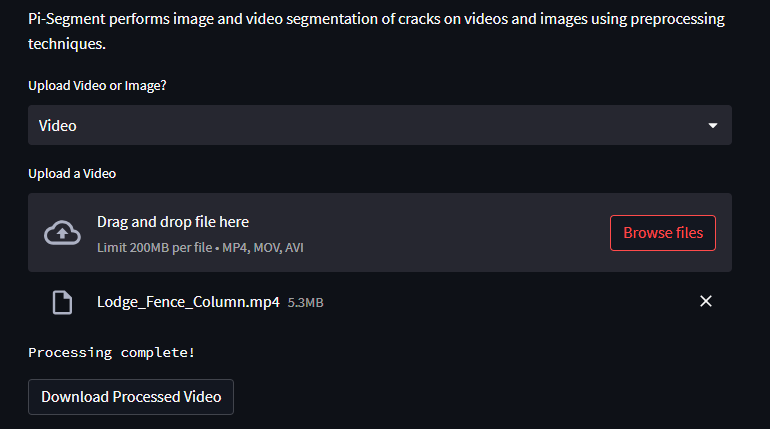 Pi-Segment performs image and video segmentation of cracks on videos and images using preprocessing
techniques.
Upload Video or Image?
Video
Upload a Video
Drag and drop file here
Limit 200MB per file • MP4, MOV, AVI
Browse files
Lodge_Fence_Column.mp4 5.3MB
Processing complete!
Download Processed Video